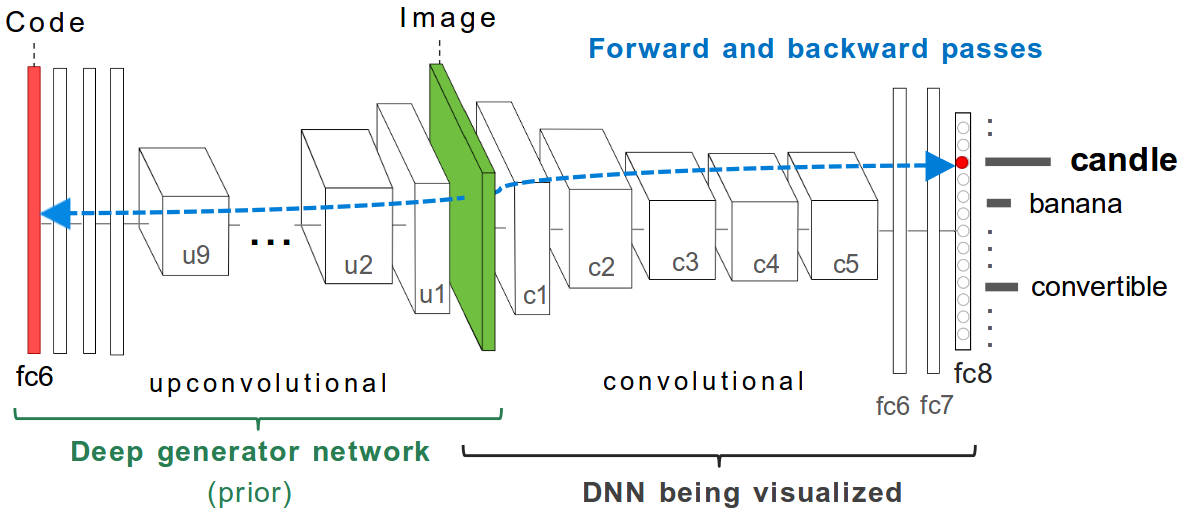 Code
Image
Forward and backward passes
candle
banana
convertible
u9
...
u2
u1
c1
c2
c3
c4
c5
fc6
upconvolutional
convolutional
fc6
fc7
fc8
Deep generator network
(prior)
DNN being visualized